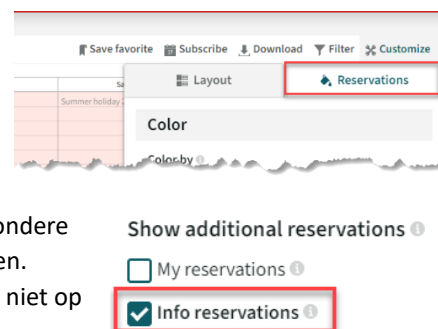 Save favorite Subscribe Download Filter Customize
Layout Reservations
Summer holiday
Color
Color by
ondere
en.
niet op
Show additional reservations
My reservations
Info reservations